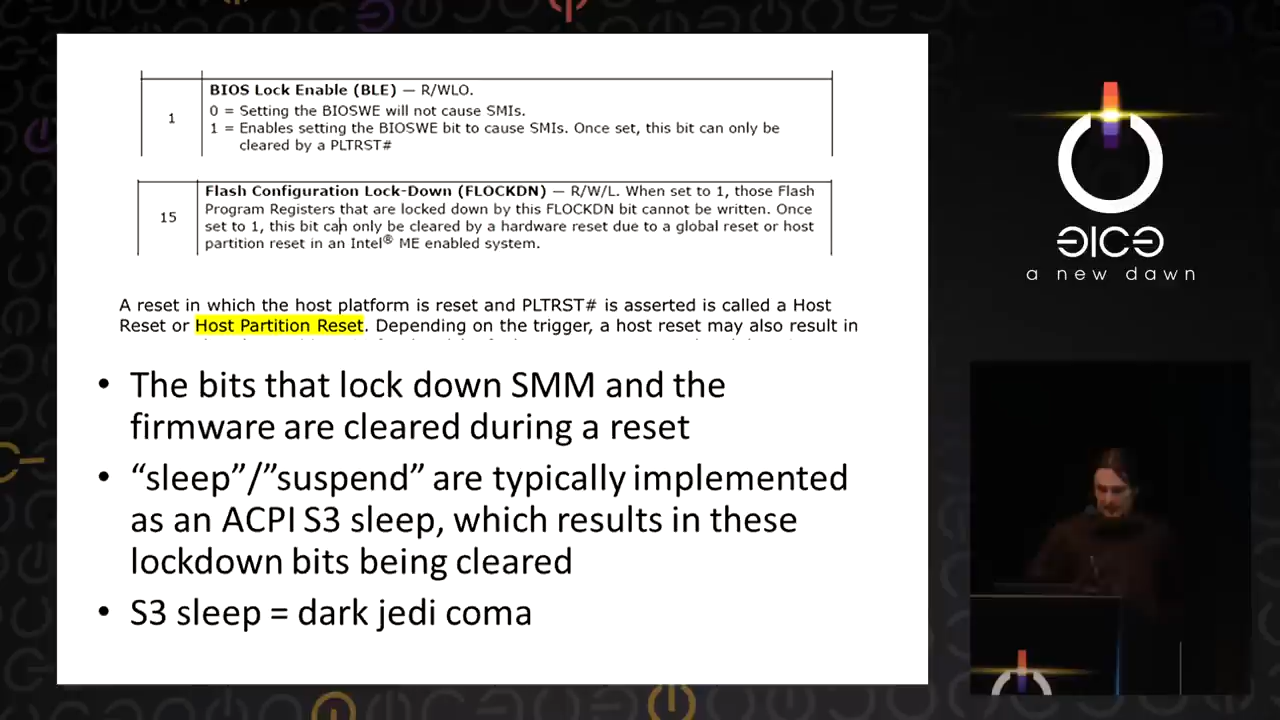 1
BIOS Lock Enable (BLE) — R/WLO.
0 = Setting the BIOSWE will not cause SMIs.
1 = Enables setting the BIOSWE bit to cause SMIs. Once set, this bit can only be
cleared by a PLTRST#
15
Flash Configuration Lock-Down (FLOCKDN) — R/W/L. When set to 1, those Flash
Program Registers that are locked down by this FLOCKDN bit cannot be written. Once
set to 1, this bit can only be cleared by a hardware reset due to a global reset or host
partition reset in an Intel® ME enabled system.
A reset in which the host platform is reset and PLTRST# is asserted is called a Host
Reset or Host Partition Reset. Depending on the trigger, a host reset may also result in
• The bits that lock down SMM and the
firmware are cleared during a reset
• “sleep”/”suspend” are typically implemented
as an ACPI S3 sleep, which results in these
lockdown bits being cleared
• S3 sleep = dark jedi coma
a new dawn